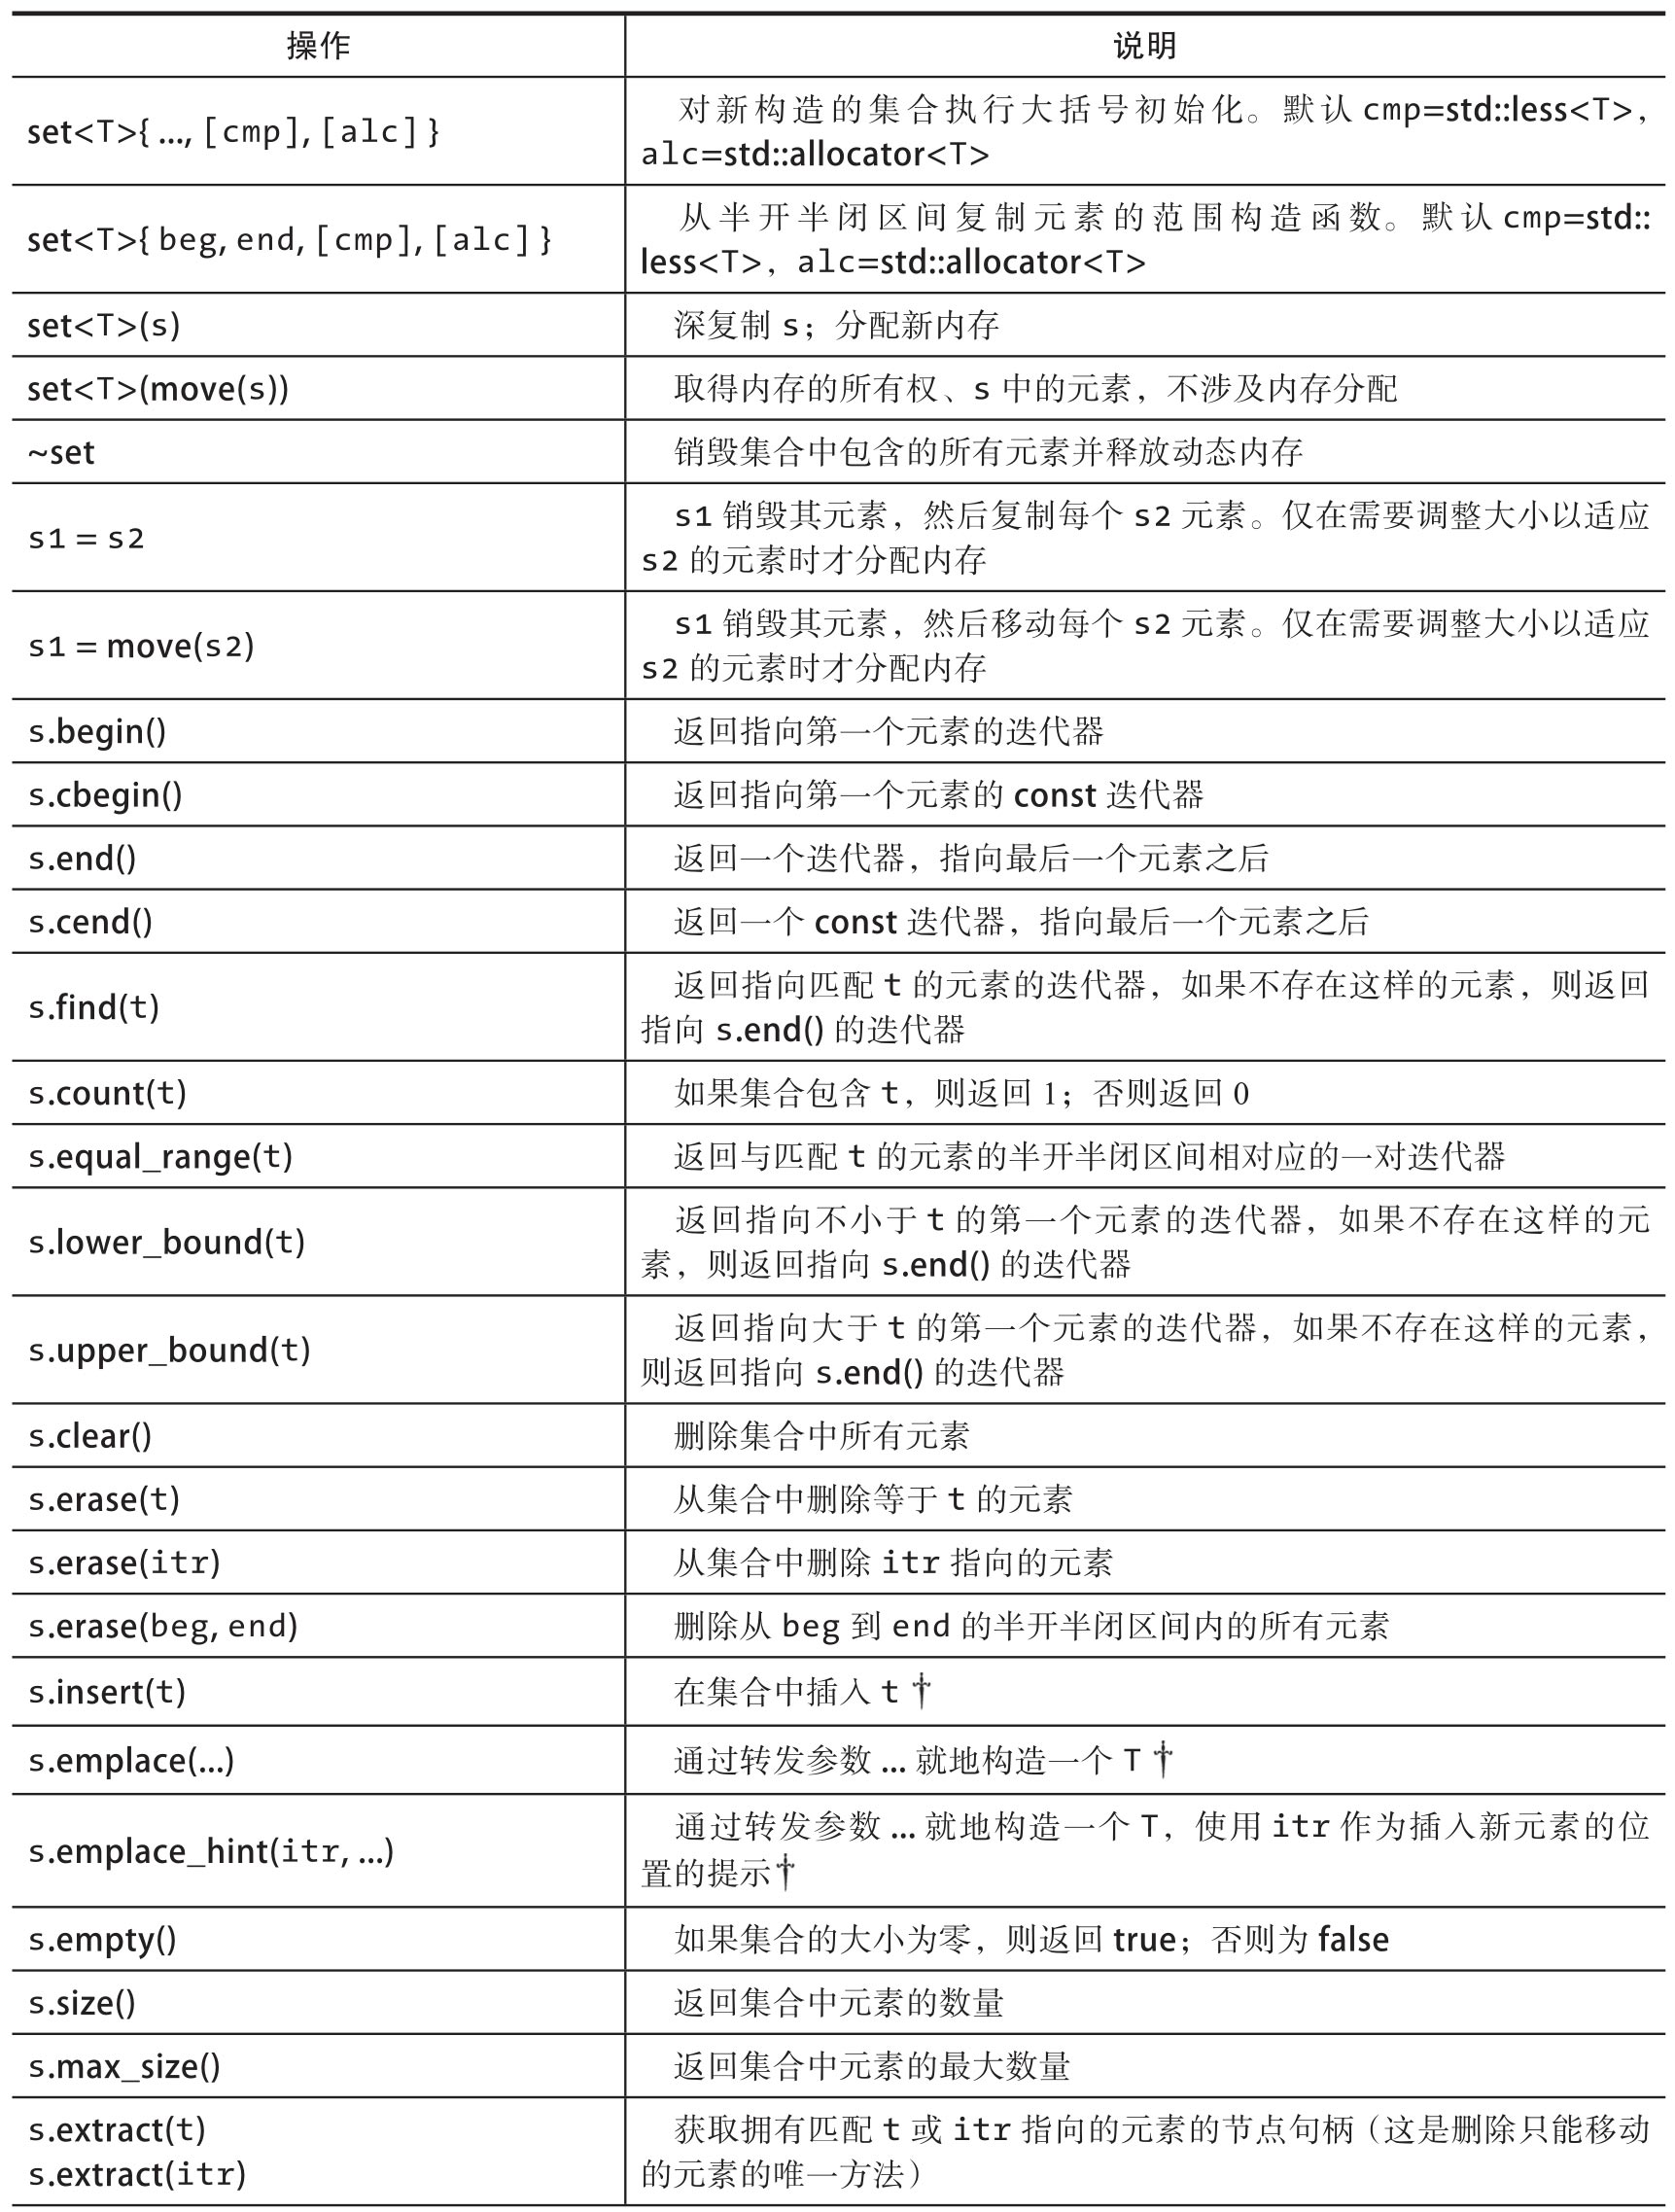 操作 说明
set<T>{ ..., [cmp], [alc] } 对新构造的集合执行大括号初始化。默认 cmp=std::less<T>,
alc=std::allocator<T>
set<T>{ beg, end, [cmp], [alc] } 从半开半闭区间复制元素的范围构造函数。默认 cmp=std::
less<T>, alc=std::allocator<T>
set<T>(s) 深复制 s；分配新内存
set<T>(move(s)) 取得内存的所有权、s 中的元素，不涉及内存分配
~set 销毁集合中包含的所有元素并释放动态内存
s1 = s2 s1 销毁其元素，然后复制每个 s2 元素。仅在需要调整大小以适应
s2 的元素时才分配内存
s1 = move(s2) s1 销毁其元素，然后移动每个 s2 元素。仅在需要调整大小以适应
s2 的元素时才分配内存
s.begin() 返回指向第一个元素的迭代器
s.cbegin() 返回指向第一个元素的 const 迭代器
s.end() 返回一个迭代器，指向最后一个元素之后
s.cend() 返回一个 const 迭代器，指向最后一个元素之后
s.find(t) 返回指向匹配 t 的元素的迭代器，如果不存在这样的元素，则返回
指向 s.end() 的迭代器
s.count(t) 如果集合包含 t，则返回 1；否则返回 0
s.equal_range(t) 返回与匹配 t 的元素的半开半闭区间相对应的一对迭代器
s.lower_bound(t) 返回指向不小于 t 的第一个元素的迭代器，如果不存在这样的元
素，则返回指向 s.end() 的迭代器
s.upper_bound(t) 返回指向大于 t 的第一个元素的迭代器，如果不存在这样的元素，
则返回指向 s.end() 的迭代器
s.clear() 删除集合中所有元素
s.erase(t) 从集合中删除等于 t 的元素
s.erase(itr) 从集合中删除 itr 指向的元素
s.erase(beg, end) 删除从 beg 到 end 的半开半闭区间内的所有元素
s.insert(t) 在集合中插入 t †
s.emplace(...) 通过转发参数 ... 就地构造一个 T †
s.emplace_hint(itr, ...) 通过转发参数 ... 就地构造一个 T，使用 itr 作为插入新元素的位
置的提示†
s.empty() 如果集合的大小为零，则返回 true；否则为 false
s.size() 返回集合中元素的数量
s.max_size() 返回集合中元素的最大数量
s.extract(t) 获取拥有匹配 t 或 itr 指向的元素的节点句柄（这是删除只能移动
s.extract(itr) 的元素的唯一方法）